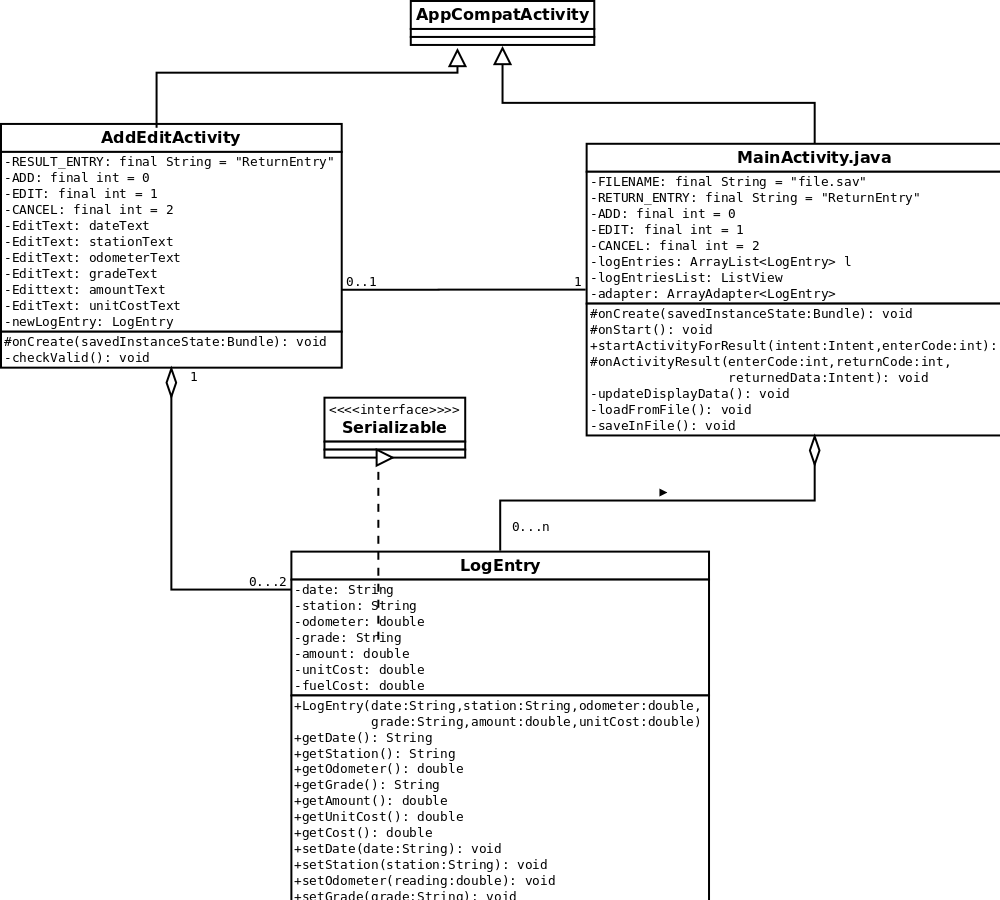 AppCompatActivity
AddEditActivity
-RESULT_ENTRY: final String = "ReturnEntry"
-ADD: final int = 0
-EDIT: final int = 1
-CANCEL: final int = 2
-EditText: dateText
-EditText: stationText
-EditText: odometerText
-EditText: gradeText
-Edittext: amountText
-EditText: unitCostText
-newLogEntry: LogEntry
#onCreate(savedInstanceState:Bundle): void
-checkValid(): void
MainActivity.java
-FILENAME: final String = "file.sav"
-RETURN_ENTRY: final String = "ReturnEntry"
-ADD: final int = 0
-EDIT: final int = 1
-CANCEL: final int = 2
-logEntries: ArrayList<LogEntry> l
-logEntriesList: ListView
-adapter: ArrayAdapter<LogEntry>
#onCreate(savedInstanceState:Bundle): void
#onStart(): void
+startActivityForResult(intent:Intent,enterCode:int):
#onActivityResult(enterCode:int,returnCode:int,
returnedData:Intent): void
-updateDisplayData(): void
-loadFromFile(): void
-saveInFile(): void
0..1
1
1
<<<<interface>>>>
Serializable
0...n
0...2
LogEntry
-date: String
-station: String
-odometer: double
-grade: String
-amount: double
-unitCost: double
-fuelCost: double
+LogEntry(date:String,station:String,odometer:double,
grade:String,amount:double,unitCost:double)
+getDate(): String
+getStation(): String
+getOdometer(): double
+getGrade(): String
+getAmount(): double
+getUnitCost(): double
+getCost(): double
+setDate(date:String): void
+setStation(station:String): void
+setOdometer(reading:double): void
+setGrade(grade:String): void